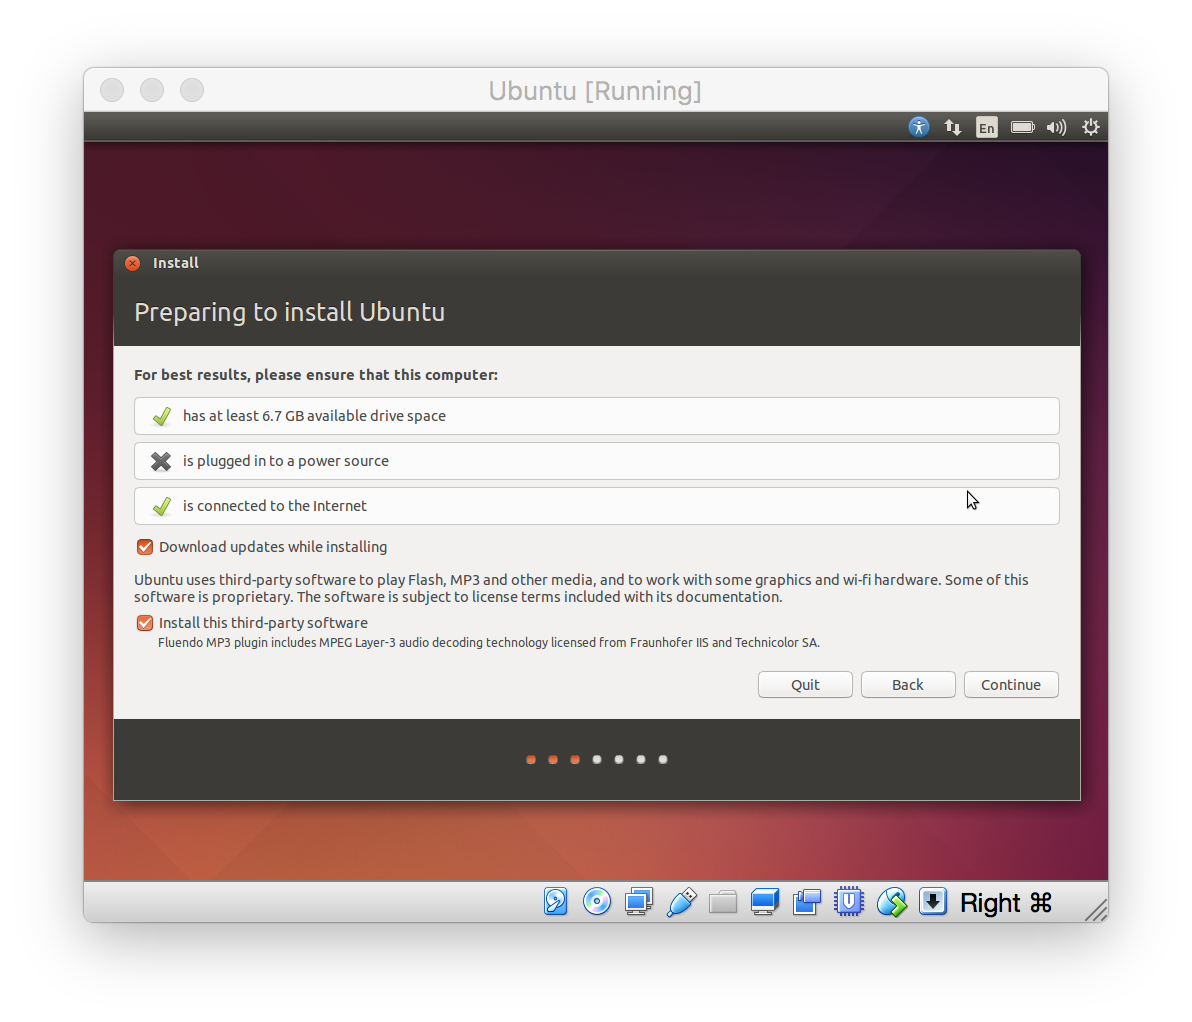 Ubuntu [Running]
En
Install
Preparing to install Ubuntu
For best results, please ensure that this computer:
has at least 6.7 GB available drive space
is plugged in to a power source
is connected to the Internet
Download updates while installing
Ubuntu uses third-party software to play Flash, MP3 and other media, and to work with some graphics and wi-fi hardware. Some of this
software is proprietary. The software is subject to license terms included with its documentation.
Install this third-party software
Fluendo MP3 plugin includes MPEG Layer-3 audio decoding technology licensed from Fraunhofer IIS and Technicolor SA.
Quit Back Continue
Right ⌘